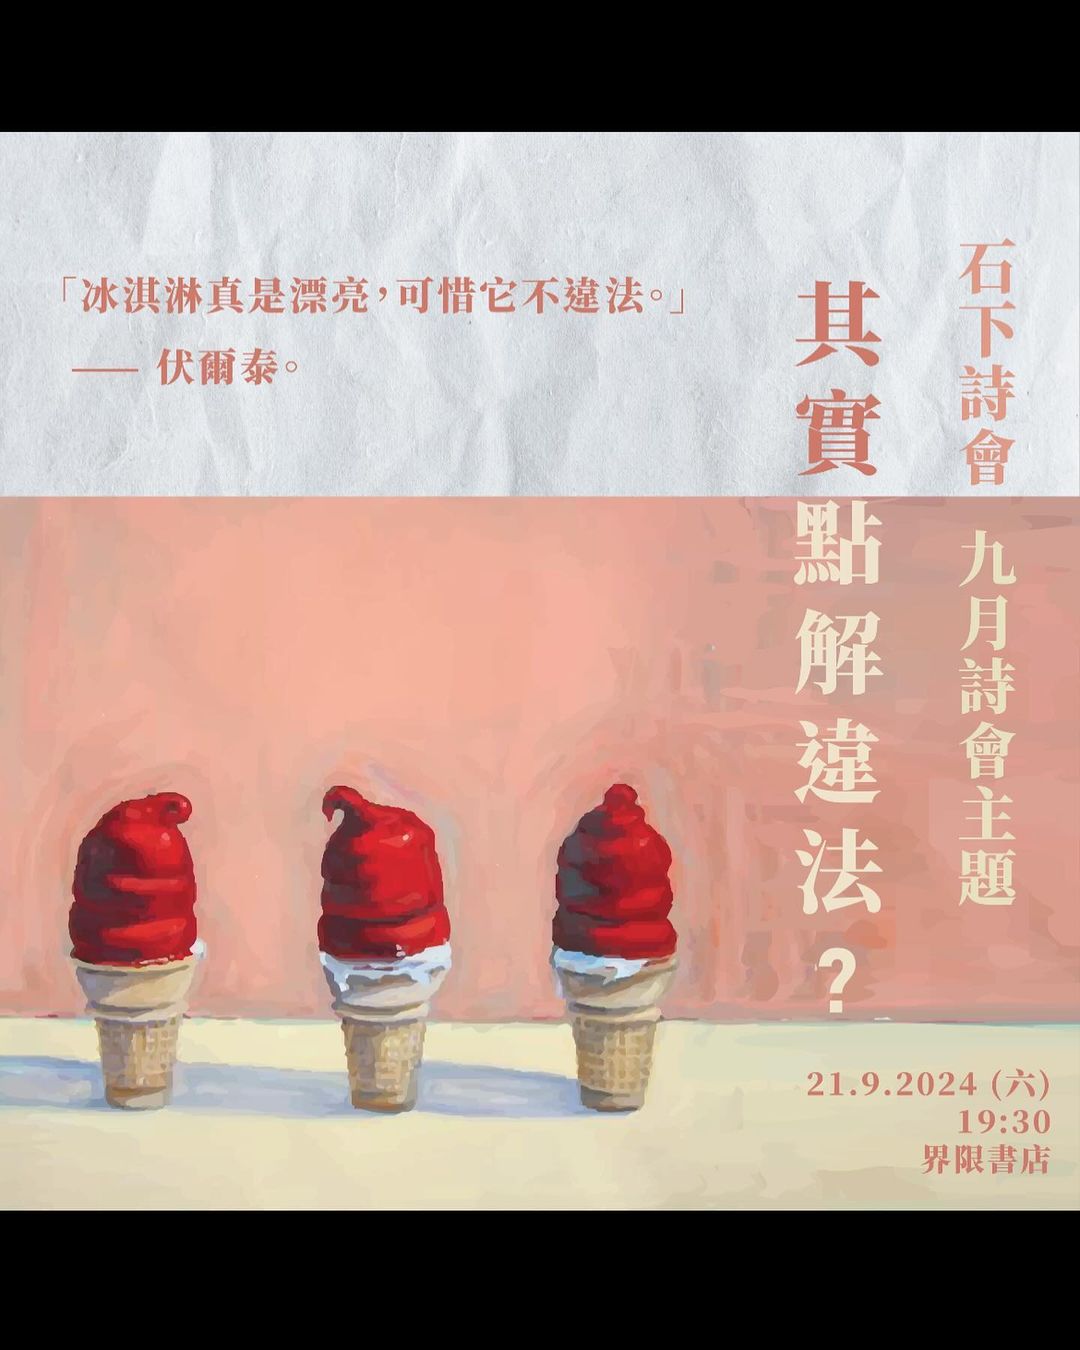 「冰淇淋真是漂亮，可惜它不違法。」
—— 伏爾泰。
石下詩會 九月詩會主題
其實點解違法？
21.9.2024 (六)
19:30
界限書店